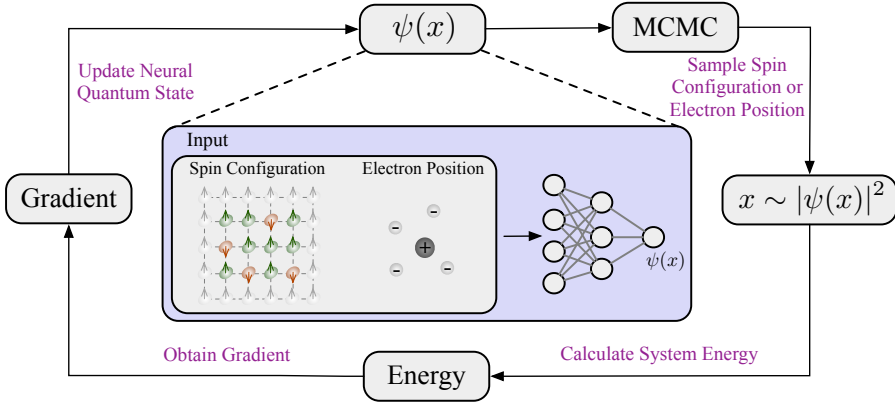 ψ(x)
MCMC
Update Neural
Quantum State
Sample Spin
Configuration or
Electron Position
Input
Spin Configuration
Electron Position
Gradient
x ∼ |ψ(x)|²
ψ(x)
Obtain Gradient
Energy
Calculate System Energy